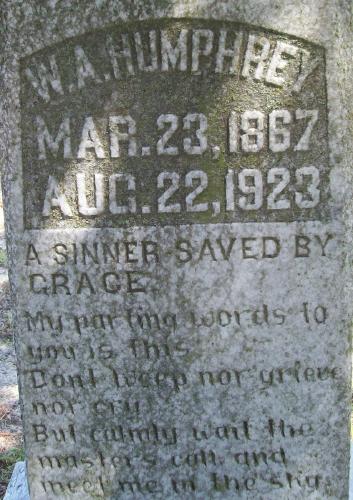 W.A. HUMPHREY
MAR. 23, 1867
AUG. 22, 1923
A SINNER SAVED BY
GRACE
My parting words to
you is this
Dont weep nor grieve
nor cry
But calmly wait the
masters call and
meet me in the sky